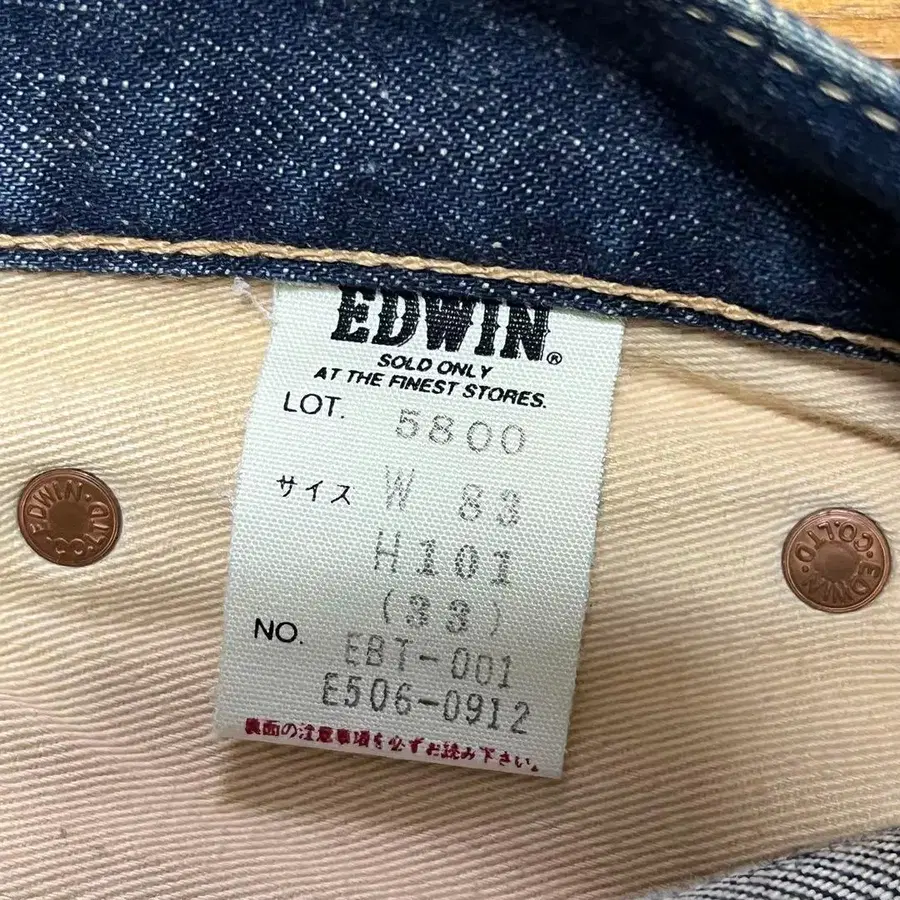 EDWIN®
SOLD ONLY
AT THE FINEST STORES.
LOT. 5800
サイズ W 83
H101
(33)
NO. EBT-001
E506-0912
裏面の注意事項を必ずお読み下さい。
EDWIN·CO.LTD·
EDWIN·CO.LTD·